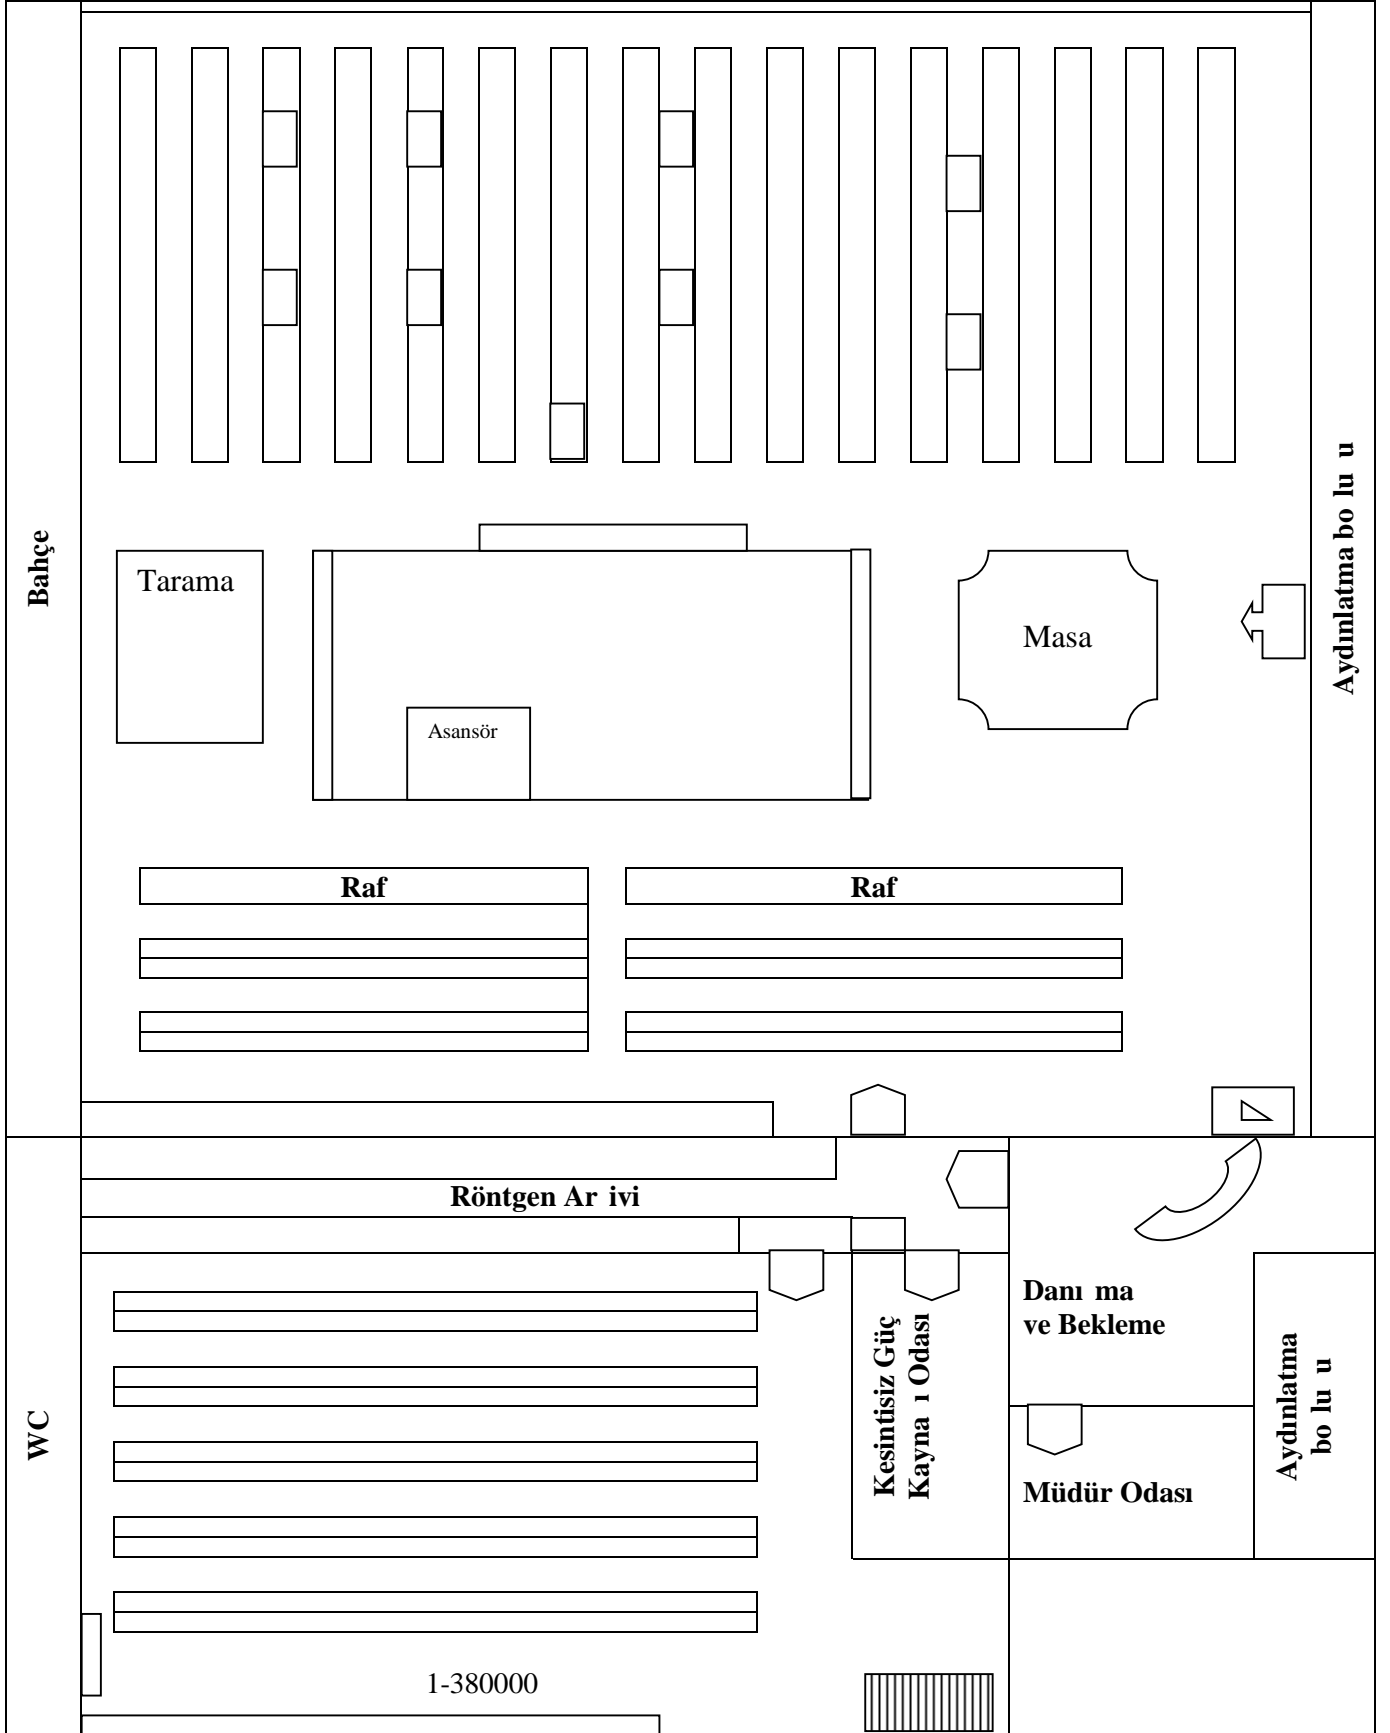 Bahçe
Aydınlatma bo lu u
Tarama
Masa
Asansör
Raf
Raf
Röntgen Ar ivi
Danı ma
ve Bekleme
Kesintisiz Güç
Kayna ı Odası
Aydınlatma
bo lu u
WC
Müdür Odası
1-380000